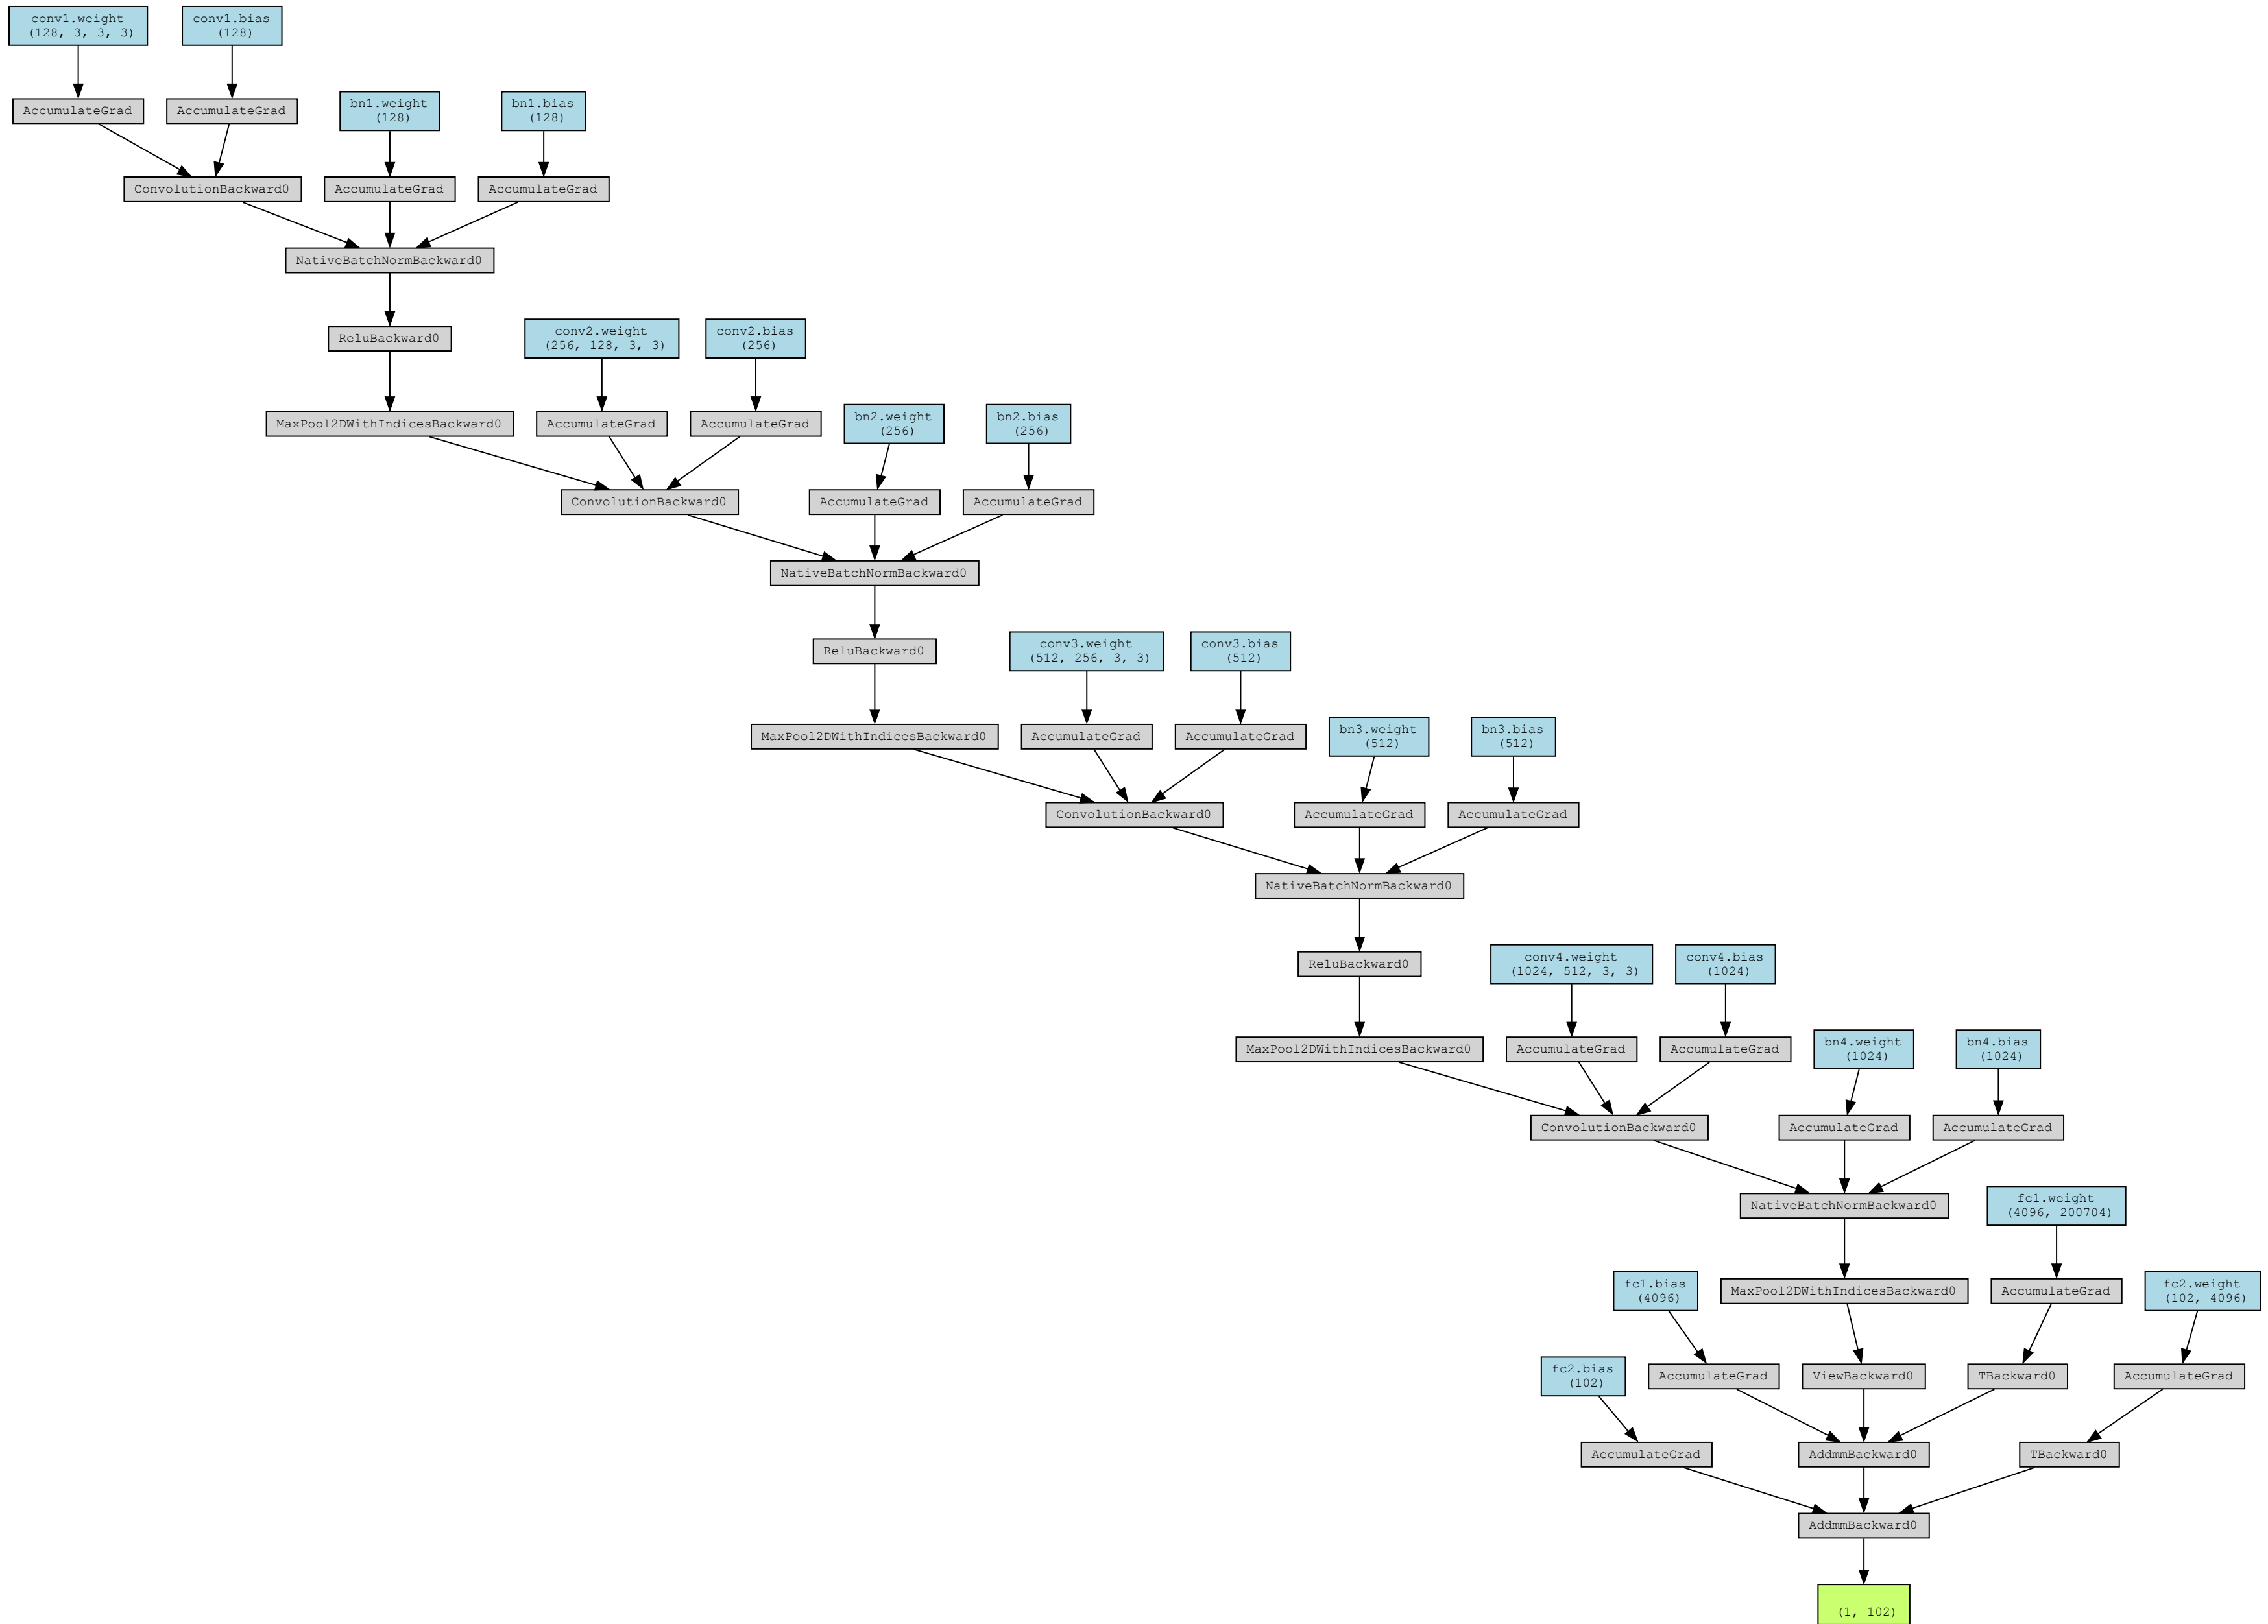 conv1.weight
(128, 3, 3, 3)
conv1.bias
(128)
AccumulateGrad
AccumulateGrad
bn1.weight
(128)
bn1.bias
(128)
ConvolutionBackward0
AccumulateGrad
AccumulateGrad
NativeBatchNormBackward0
ReluBackward0
conv2.weight
(256, 128, 3, 3)
conv2.bias
(256)
MaxPool2DWithIndicesBackward0
AccumulateGrad
AccumulateGrad
bn2.weight
(256)
bn2.bias
(256)
ConvolutionBackward0
AccumulateGrad
AccumulateGrad
NativeBatchNormBackward0
ReluBackward0
conv3.weight
(512, 256, 3, 3)
conv3.bias
(512)
MaxPool2DWithIndicesBackward0
AccumulateGrad
AccumulateGrad
bn3.weight
(512)
bn3.bias
(512)
ConvolutionBackward0
AccumulateGrad
AccumulateGrad
NativeBatchNormBackward0
ReluBackward0
conv4.weight
(1024, 512, 3, 3)
conv4.bias
(1024)
MaxPool2DWithIndicesBackward0
AccumulateGrad
AccumulateGrad
bn4.weight
(1024)
bn4.bias
(1024)
ConvolutionBackward0
AccumulateGrad
AccumulateGrad
NativeBatchNormBackward0
fc1.weight
(4096, 200704)
fc1.bias
(4096)
MaxPool2DWithIndicesBackward0
AccumulateGrad
fc2.weight
(102, 4096)
fc2.bias
(102)
AccumulateGrad
ViewBackward0
TBackward0
AccumulateGrad
AccumulateGrad
AddmmBackward0
TBackward0
AddmmBackward0
(1, 102)